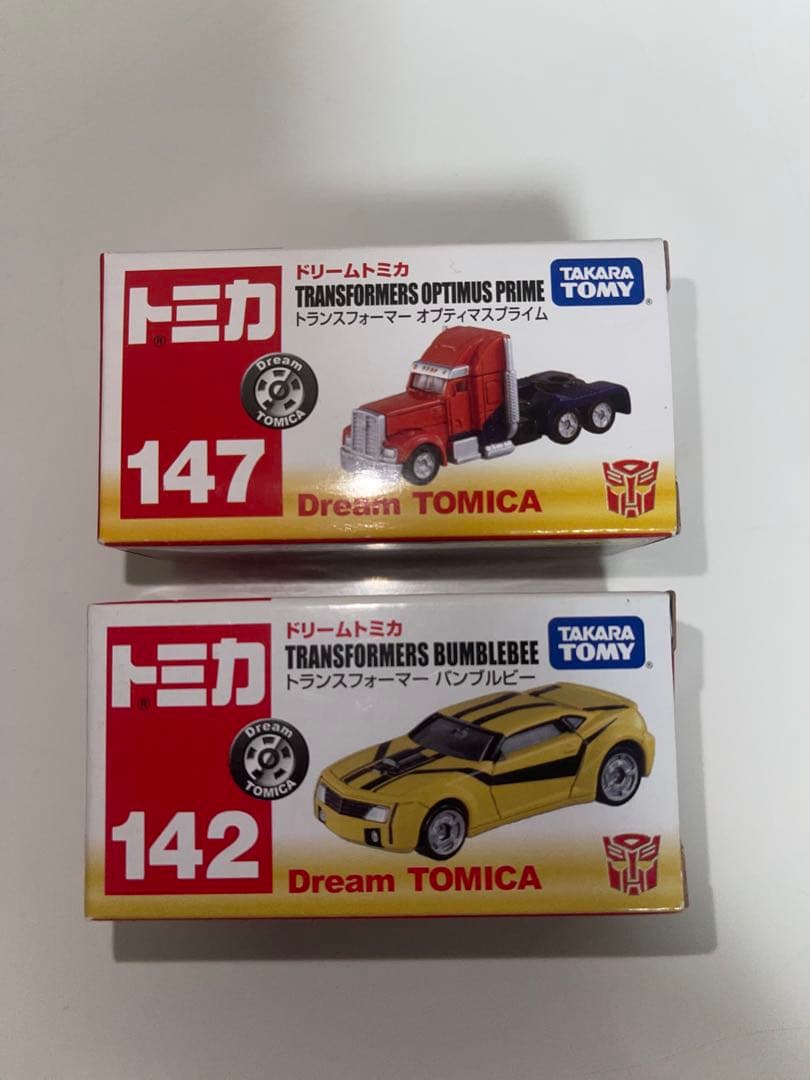 トミカ®
ドリームトミカ
TRANSFORMERS OPTIMUS PRIME
トランスフォーマー オプティマスプライム
TAKARA
TOMY®
Dream
TOMICA
147
Dream TOMICA
トミカ®
ドリームトミカ
TRANSFORMERS BUMBLEBEE
トランスフォーマー バンブルビー
TAKARA
TOMY®
Dream
TOMICA
142
Dream TOMICA